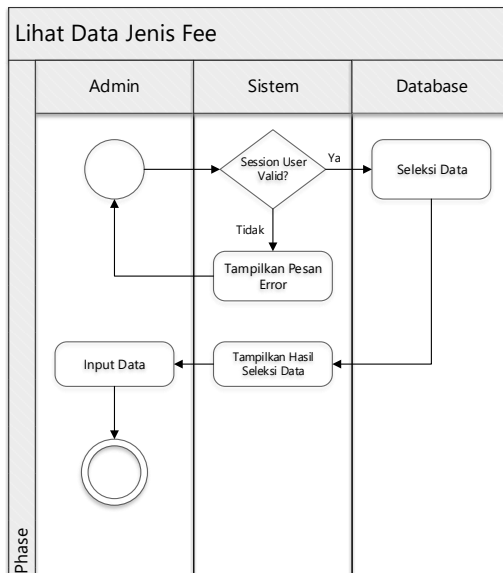 Lihat Data Jenis Fee
Admin
Sistem
Database
Session User
Valid?
Ya
Seleksi Data
Tidak
Tampilkan Pesan
Error
Input Data
Tampilkan Hasil
Seleksi Data
Phase